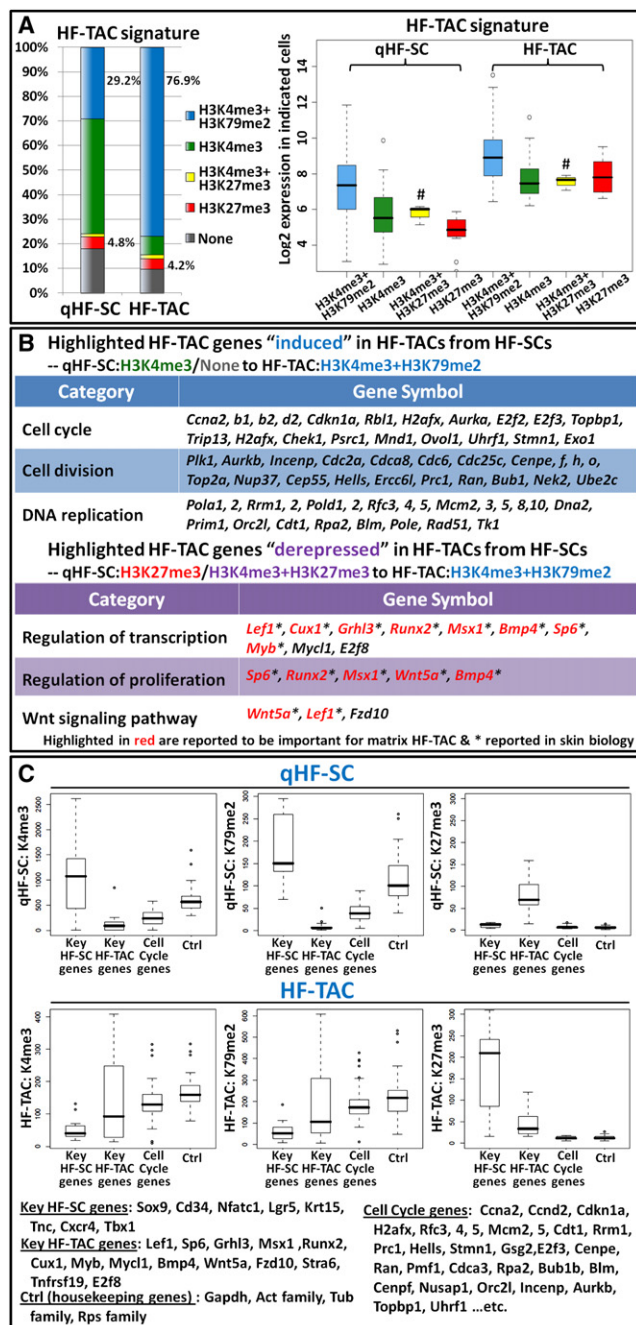 A
HF-TAC signature
100%
90%
80%
70%
60%
50%
40%
30%
20%
10%
0%
29.2%
76.9%
4.8%
4.2%
qHF-SC
HF-TAC
H3K4me3+
H3K79me2
H3K4me3
H3K4me3+
H3K27me3
H3K27me3
None
HF-TAC signature
qHF-SC
HF-TAC
Log2 expression in indicated cells
14
12
10
8
6
4
#
#
H3K4me3+
H3K79me2
H3K4me3
H3K4me3+
H3K27me3
H3K27me3
H3K4me3+
H3K79me2
H3K4me3
H3K4me3+
H3K27me3
H3K27me3
B
Highlighted HF-TAC genes “induced” in HF-TACs from HF-SCs
-- qHF-SC:H3K4me3/None to HF-TAC:H3K4me3+H3K79me2
Category
Gene Symbol
Cell cycle
Ccna2, b1, b2, d2, Cdkn1a, Rbl1, H2afx, Aurka, E2f2, E2f3, Topbp1,
Trip13, H2afx, Chek1, Psrc1, Mnd1, Ovol1, Uhrf1, Stmn1, Exo1
Cell division
Plk1, Aurkb, Incenp, Cdc2a, Cdca8, Cdc6, Cdc25c, Cenpe, f, h, o,
Top2a, Nup37, Cep55, Hells, Ercc6l, Prc1, Ran, Bub1, Nek2, Ube2c
DNA replication
Pola1, 2, Rrm1, 2, Pold1, 2, Rfc3, 4, 5, Mcm2, 3, 5, 8,10, Dna2,
Prim1, Orc2l, Cdt1, Rpa2, Blm, Pole, Rad51, Tk1
Highlighted HF-TAC genes “derepressed” in HF-TACs from HF-SCs
-- qHF-SC:H3K27me3/H3K4me3+H3K27me3 to HF-TAC:H3K4me3+H3K79me2
Category
Gene Symbol
Regulation of transcription
Lef1*, Cux1*, Grhl3*, Runx2*, Msx1*, Bmp4*, Sp6*,
Myb*, Mycl1, E2f8
Regulation of proliferation
Sp6*, Runx2*, Msx1*, Wnt5a*, Bmp4*
Wnt signaling pathway
Wnt5a*, Lef1*, Fzd10
Highlighted in red are reported to be important for matrix HF-TAC & * reported in skin biology
C
qHF-SC
qHF-SC: K4me3
2500
2000
1500
1000
500
0
Key
HF-SC
genes
Key
HF-TAC
genes
Cell
Cycle
genes
Ctrl
qHF-SC: K79me2
300
250
200
150
100
50
0
Key
HF-SC
genes
Key
HF-TAC
genes
Cell
Cycle
genes
Ctrl
qHF-SC: K27me3
300
250
200
150
100
50
0
Key
HF-SC
genes
Key
HF-TAC
genes
Cell
Cycle
genes
Ctrl
HF-TAC
HF-TAC: K4me3
400
300
200
100
0
Key
HF-SC
genes
Key
HF-TAC
genes
Cell
Cycle
genes
Ctrl
HF-TAC: K79me2
600
500
400
300
200
100
0
Key
HF-SC
genes
Key
HF-TAC
genes
Cell
Cycle
genes
Ctrl
HF-TAC: K27me3
300
250
200
150
100
50
0
Key
HF-SC
genes
Key
HF-TAC
genes
Cell
Cycle
genes
Ctrl
Key HF-SC genes: Sox9, Cd34, Nfatc1, Lgr5, Krt15,
Tnc, Cxcr4, Tbx1
Key HF-TAC genes: Lef1, Sp6, Grhl3, Msx1 ,Runx2,
Cux1, Myb, Mycl1, Bmp4, Wnt5a, Fzd10, Stra6,
Tnfrsf19, E2f8
Ctrl (housekeeping genes) : Gapdh, Act family, Tub
family, Rps family
Cell Cycle genes: Ccna2, Ccnd2, Cdkn1a,
H2afx, Rfc3, 4, 5, Mcm2, 5, Cdt1, Rrm1,
Prc1, Hells, Stmn1, Gsg2,E2f3, Cenpe,
Ran, Pmf1, Cdca3, Rpa2, Bub1b, Blm,
Cenpf, Nusap1, Orc2l, Incenp, Aurkb,
Topbp1, Uhrf1 ...etc.